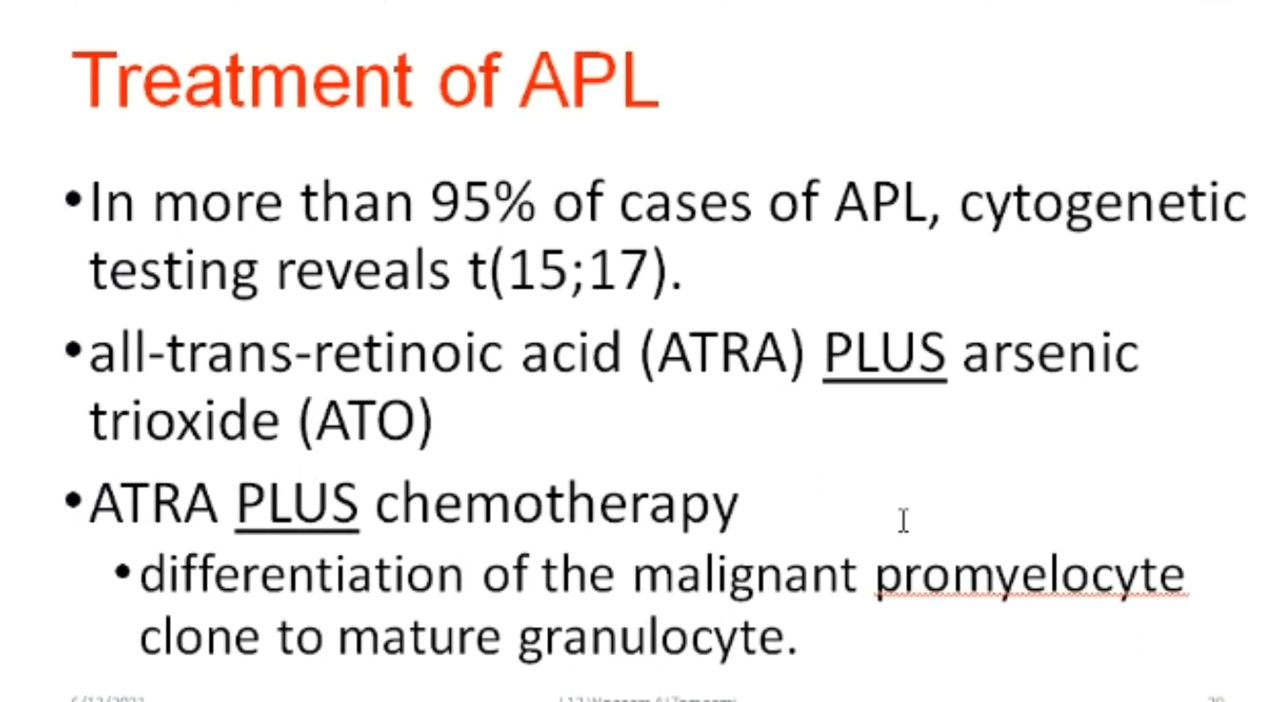 Treatment of APL
•In more than 95% of cases of APL, cytogenetic
testing reveals t(15;17).
•all-trans-retinoic acid (ATRA) PLUS arsenic
trioxide (ATO)
•ATRA PLUS chemotherapy
•differentiation of the malignant promyelocyte
clone to mature granulocyte.